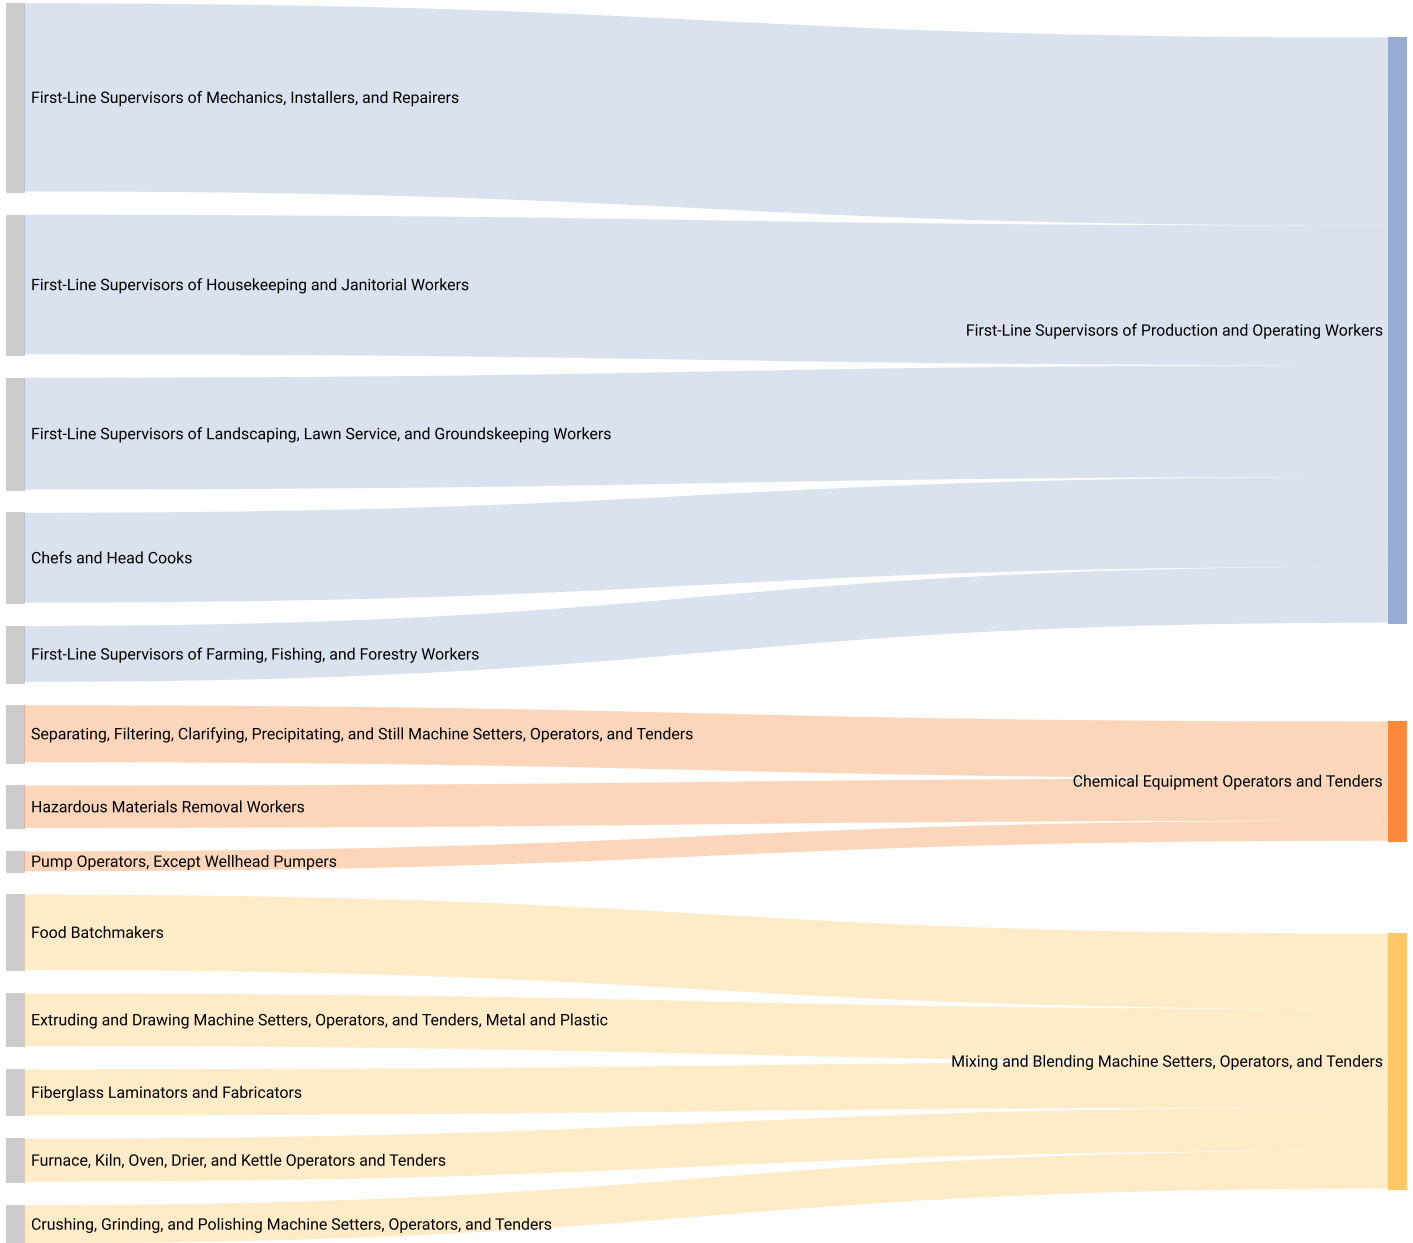 First-Line Supervisors of Mechanics, Installers, and Repairers
First-Line Supervisors of Housekeeping and Janitorial Workers
First-Line Supervisors of Production and Operating Workers
First-Line Supervisors of Landscaping, Lawn Service, and Groundskeeping Workers
Chefs and Head Cooks
First-Line Supervisors of Farming, Fishing, and Forestry Workers
Separating, Filtering, Clarifying, Precipitating, and Still Machine Setters, Operators, and Tenders
Chemical Equipment Operators and Tenders
Hazardous Materials Removal Workers
Pump Operators, Except Wellhead Pumpers
Food Batchmakers
Extruding and Drawing Machine Setters, Operators, and Tenders, Metal and Plastic
Mixing and Blending Machine Setters, Operators, and Tenders
Fiberglass Laminators and Fabricators
Furnace, Kiln, Oven, Drier, and Kettle Operators and Tenders
Crushing, Grinding, and Polishing Machine Setters, Operators, and Tenders